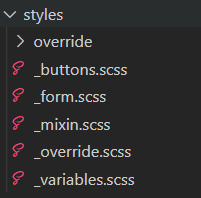 styles
override
_buttons.scss
_form.scss
_mixin.scss
_override.scss
_variables.scss